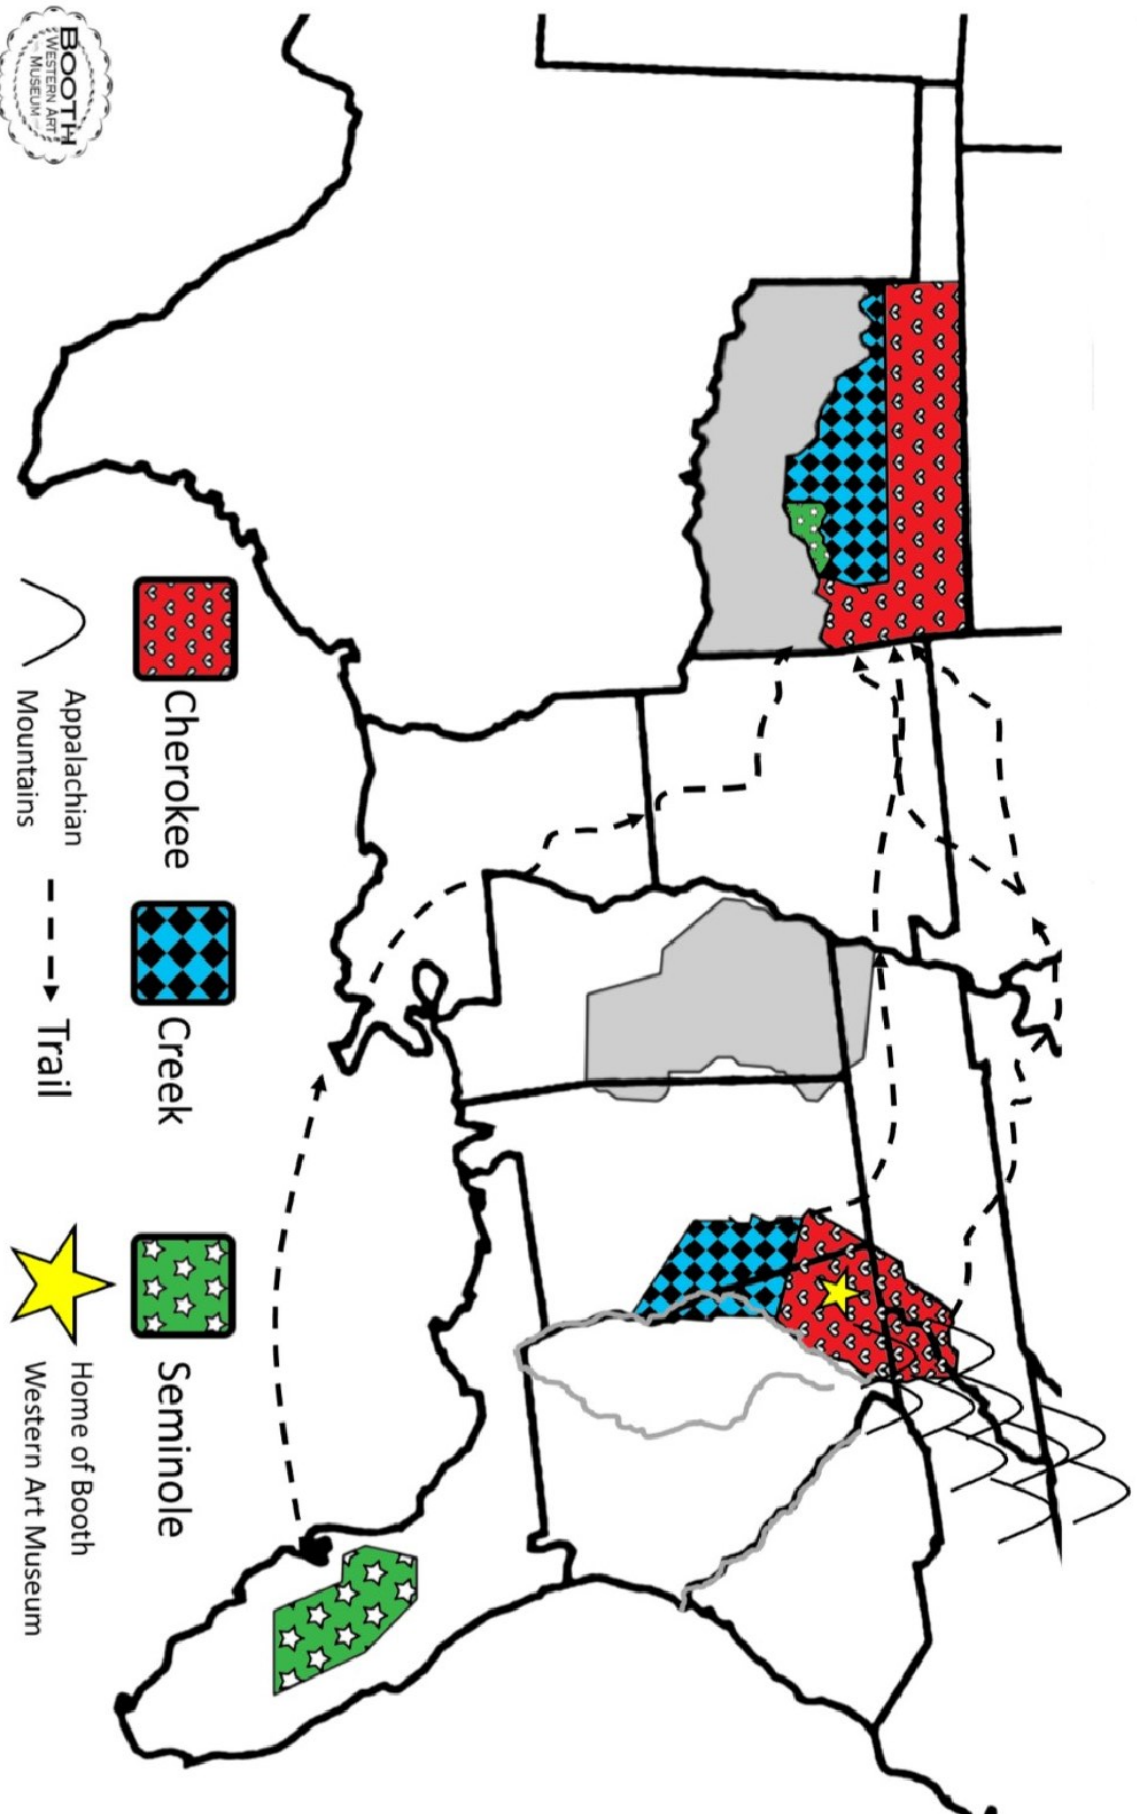 BOOTH
WESTERN ART
MUSEUM
Cherokee
Creek
Seminole
Appalachian
Mountains
Trail
Home of Booth
Western Art Museum